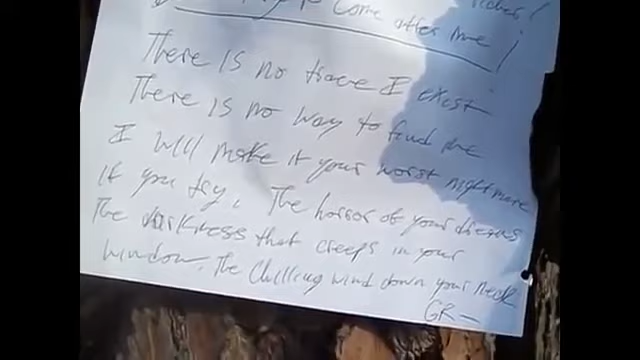 come after me!
There is no trace I exist
There is no way to find me
I will make it your worst nightmare
if you try, The horror of your dreams
The darkness that creeps in your
window, The Chilling wind down your neck
GR—